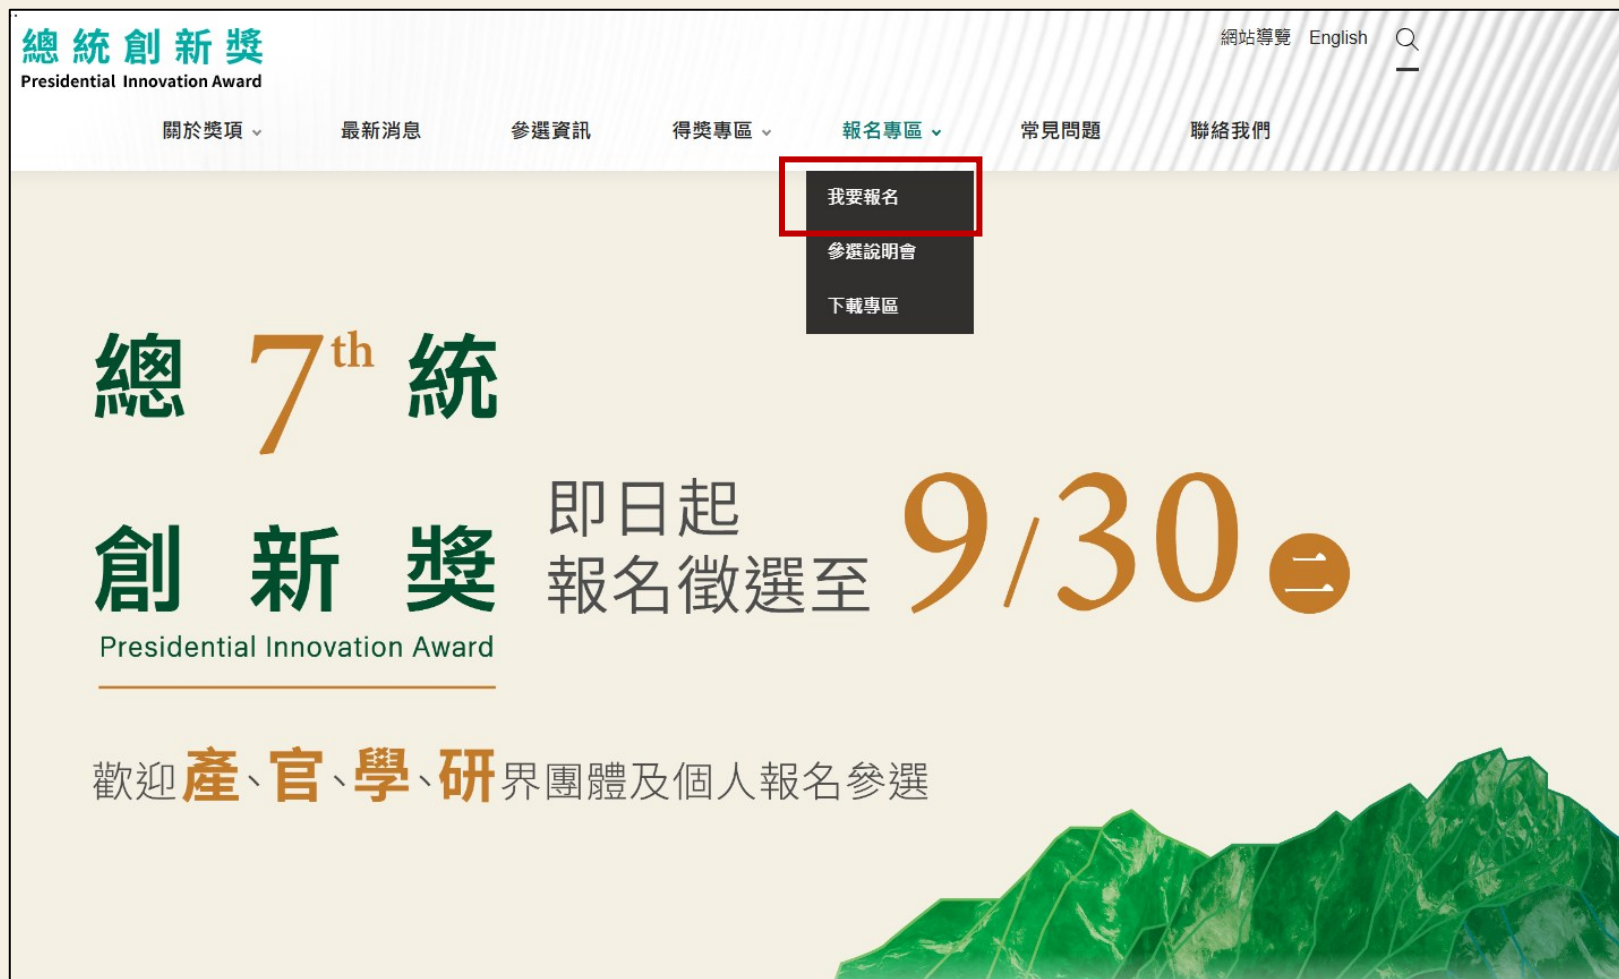 總統創新獎
Presidential Innovation Award
網站導覽 English
關於獎項 最新消息 參選資訊 得獎專區 報名專區 常見問題 聯絡我們
我要報名
參選說明會
下載專區
總 7th 統
創新獎
Presidential Innovation Award
即日起
報名徵選至 9/30 二
歡迎產、官、學、研界團體及個人報名參選